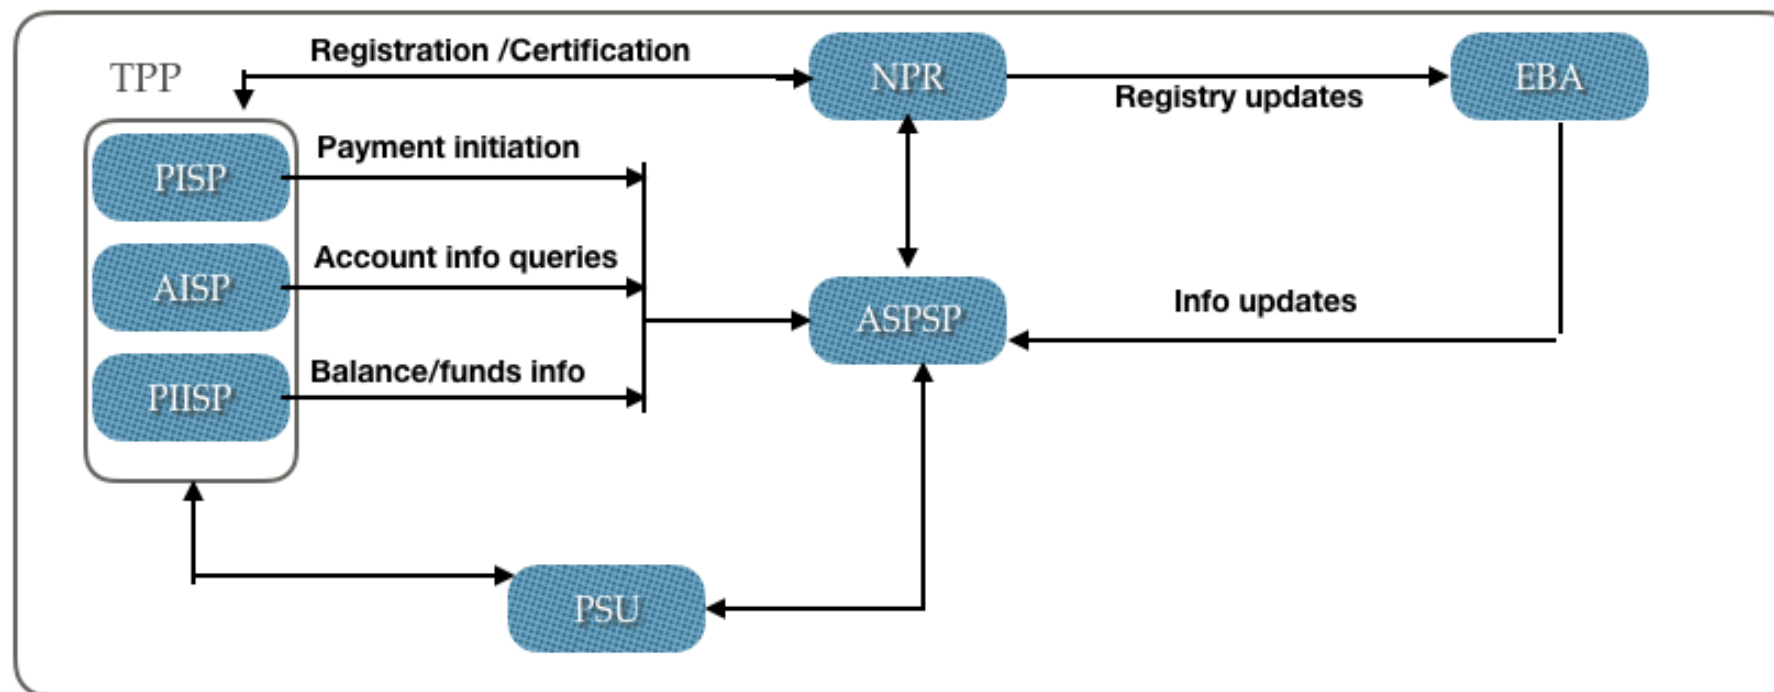 Registration /Certification
TPP
NPR
EBA
Registry updates
Payment initiation
PISP
Account info queries
AISP
Info updates
ASPSP
Balance/funds info
PIISP
PSU